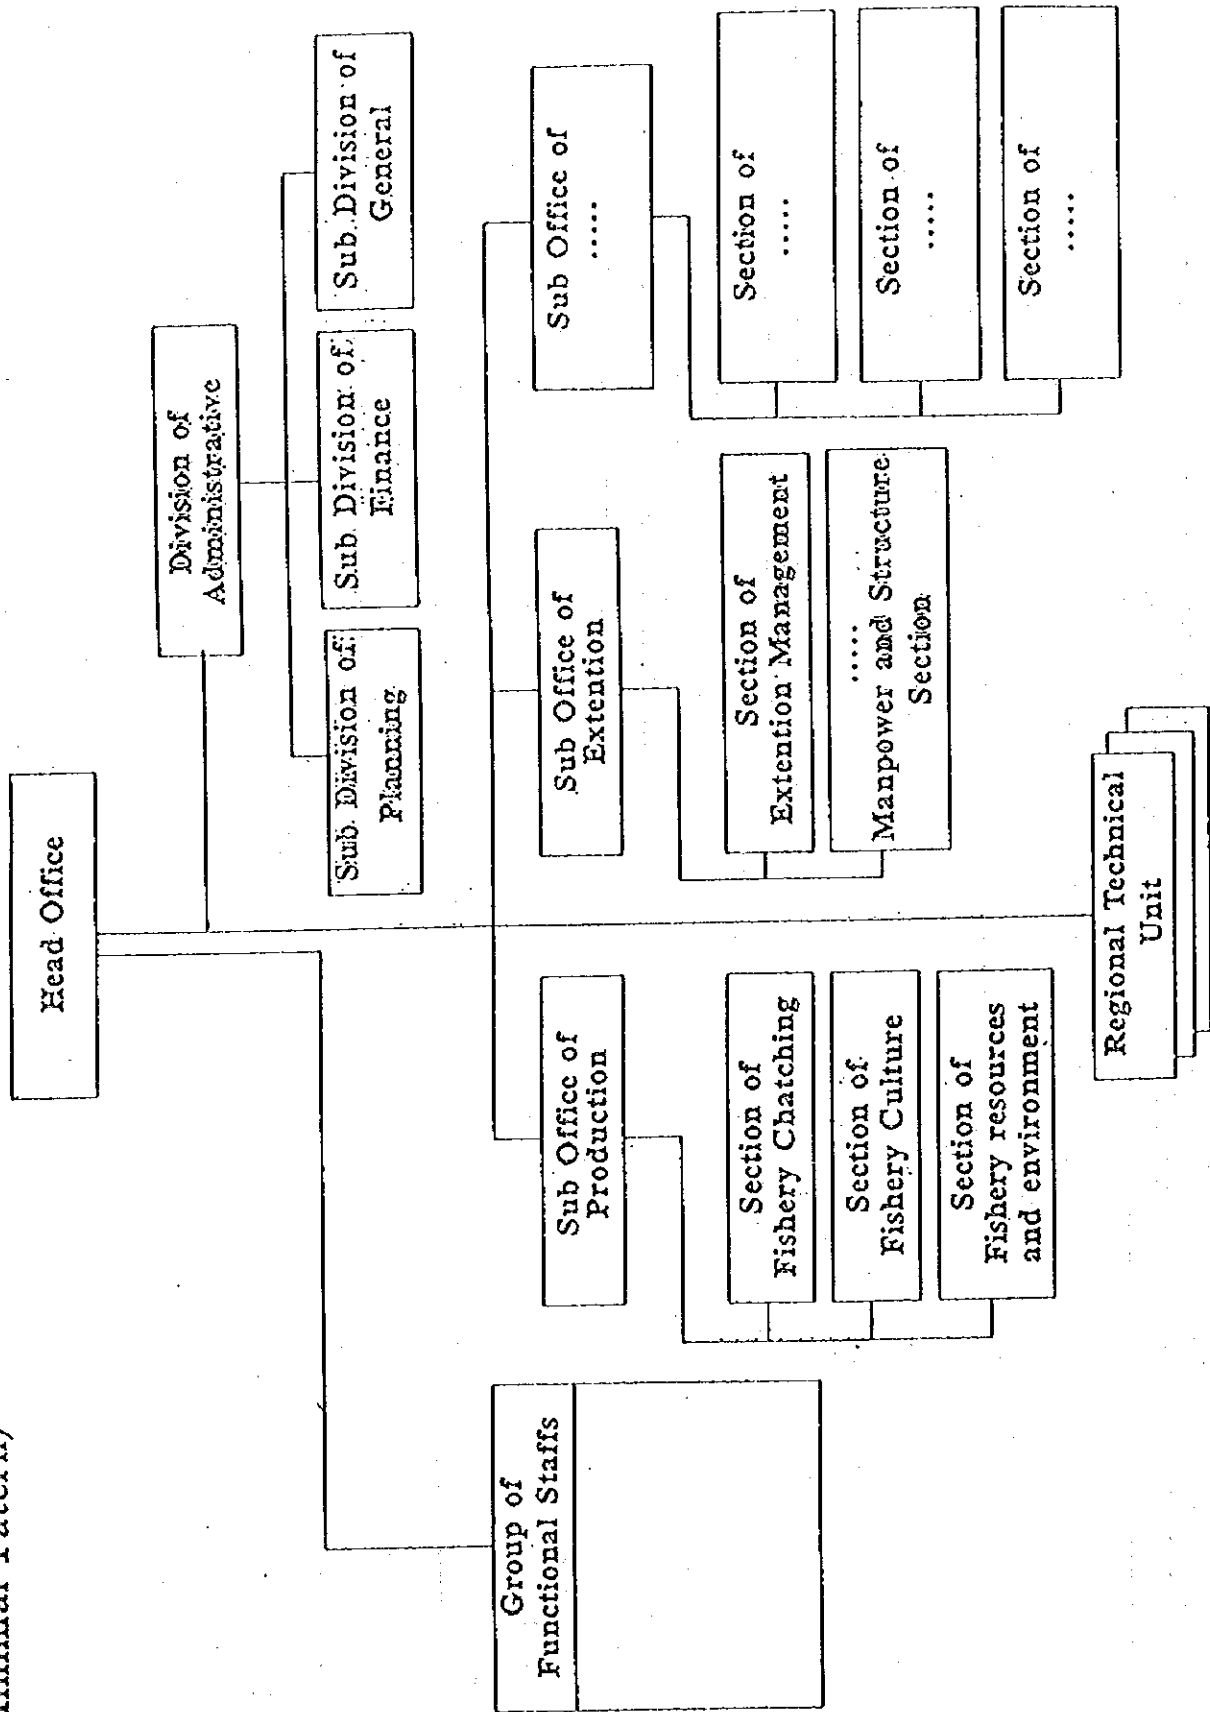 Head Office
Division of
Administrative
Sub Division of
Planning
Sub Division of
Finance
Sub Division of
General
Group of
Functional Staffs
Sub Office of
Production
Section of
Fishery Chatching
Section of
Fishery Culture
Section of
Fishery resources
and environment
Sub Office of
Extention
Section of
Extention Management
.....
Manpower and Structure
Section
Sub Office of
.....
Section of
.....
Section of
.....
Section of
.....
Regional Technical
Unit